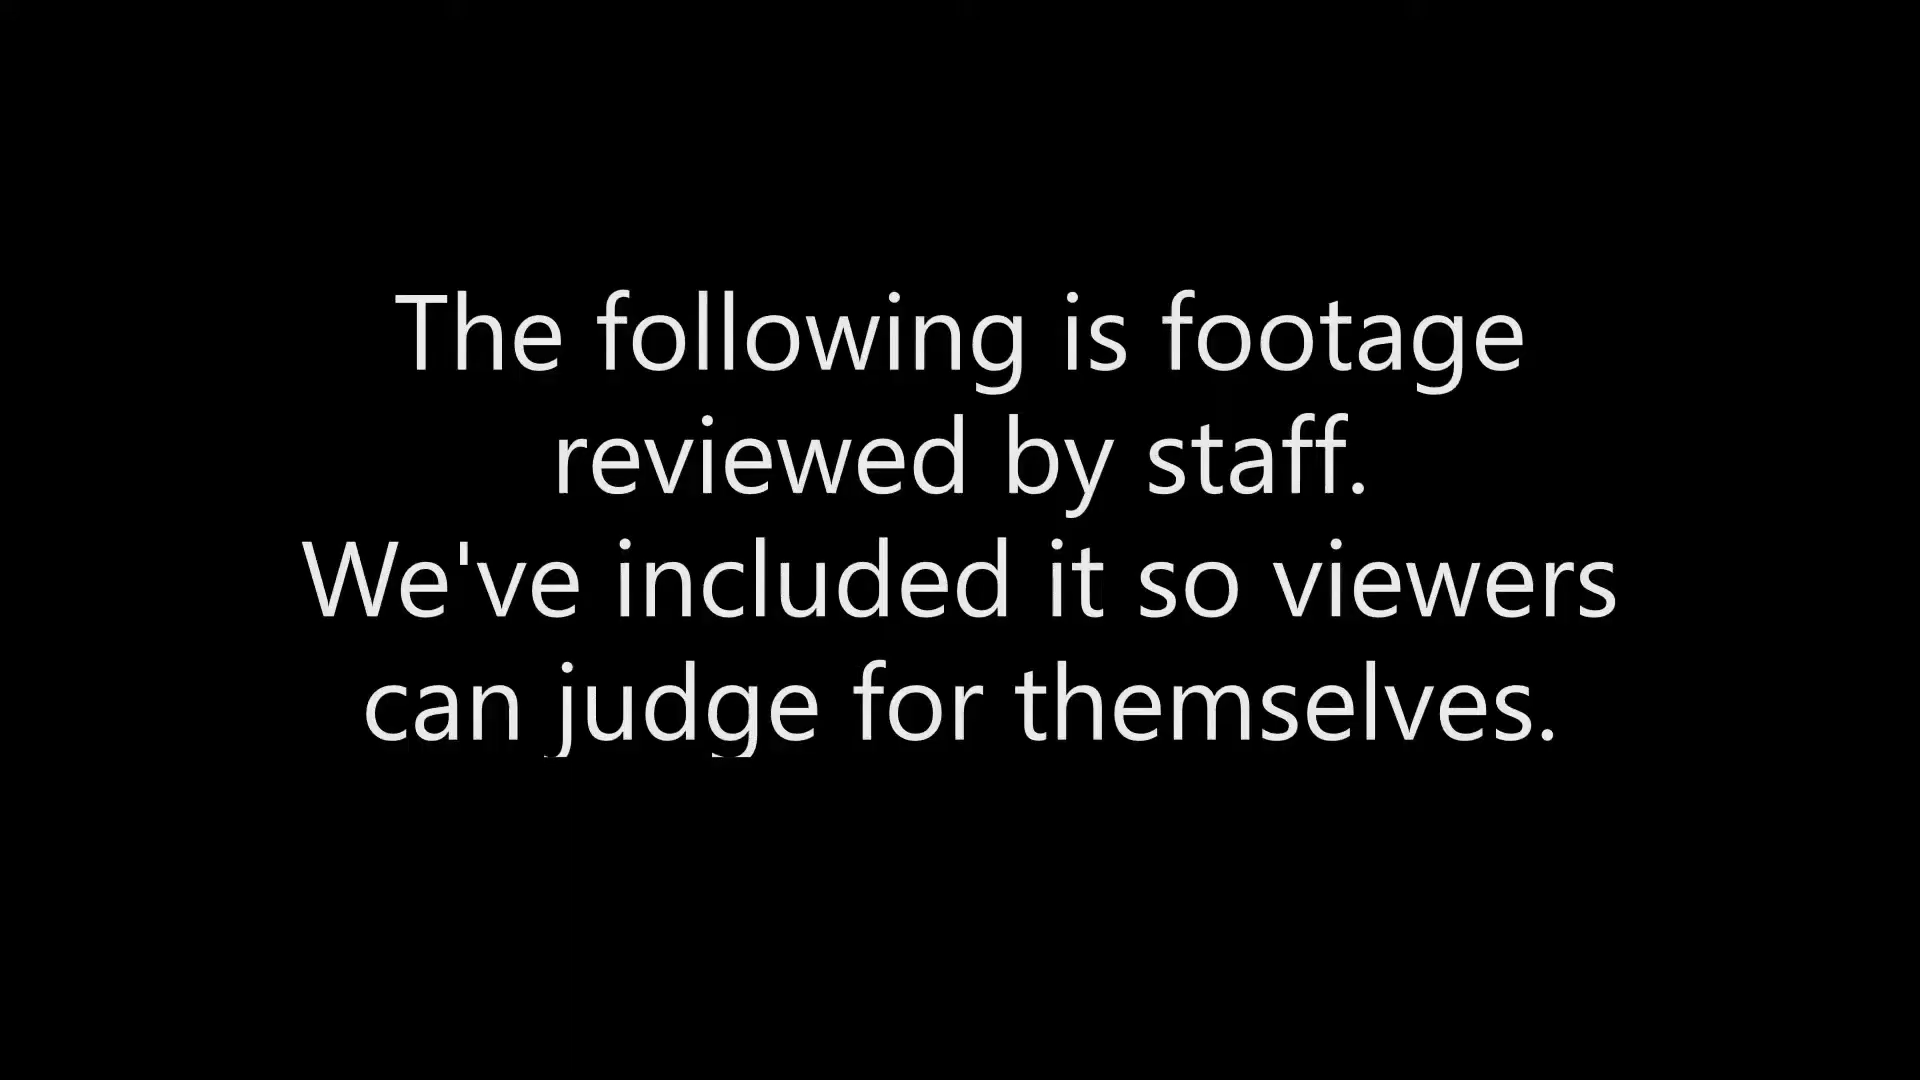 The following is footage
reviewed by staff.
We've included it so viewers
can judge for themselves.